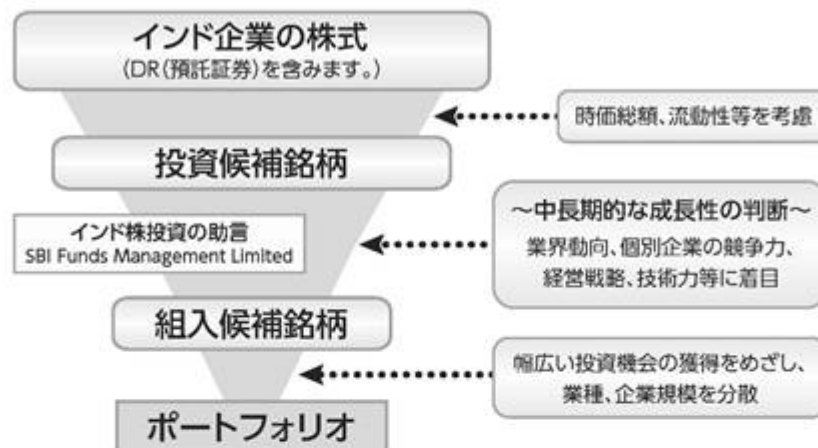 インド企業の株式
(DR(預託証券)を含みます。)
時価総額、流動性等を考慮
投資候補銘柄
インド株投資の助言
SBI Funds Management Limited
～中長期的な成長性の判断～
業界動向、個別企業の競争力、
経営戦略、技術力等に着目
組入候補銘柄
幅広い投資機会の獲得をめざし、
業種、企業規模を分散
ポートフォリオ